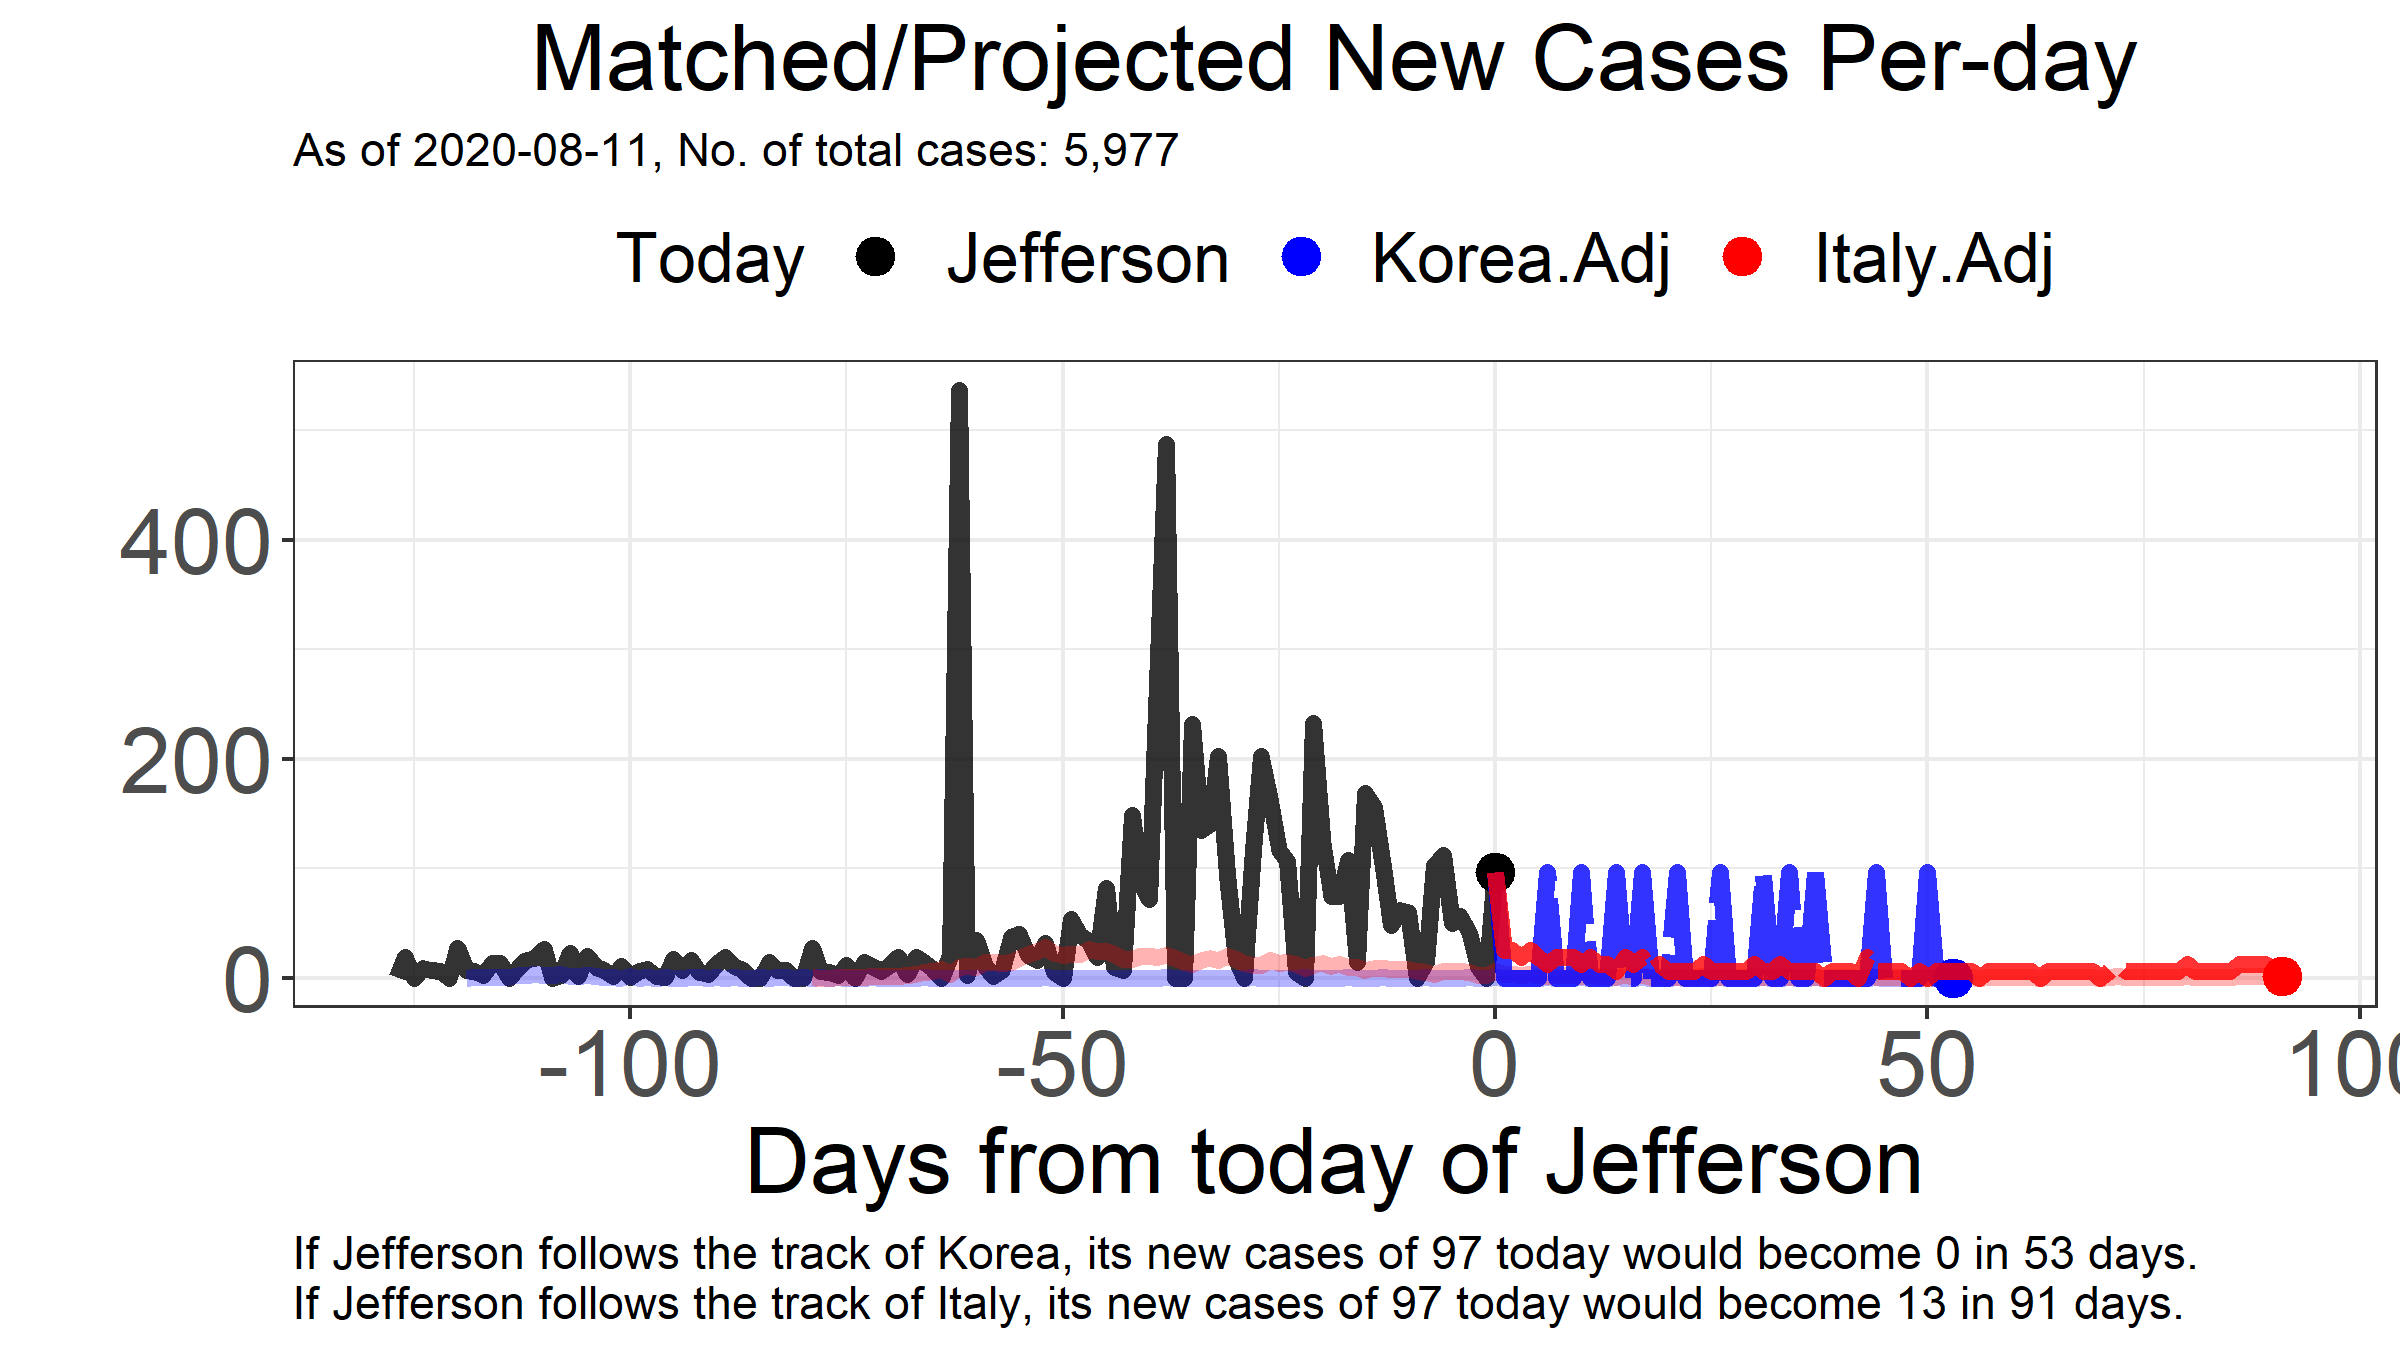 Matched/Projected New Cases Per-day
As of 2020-08-11, No. of total cases: 5,977
Today Jefferson Korea.Adj Italy.Adj
400
200
0
-100 -50 0 50 100
Days from today of Jefferson
If Jefferson follows the track of Korea, its new cases of 97 today would become 0 in 53 days.
If Jefferson follows the track of Italy, its new cases of 97 today would become 13 in 91 days.